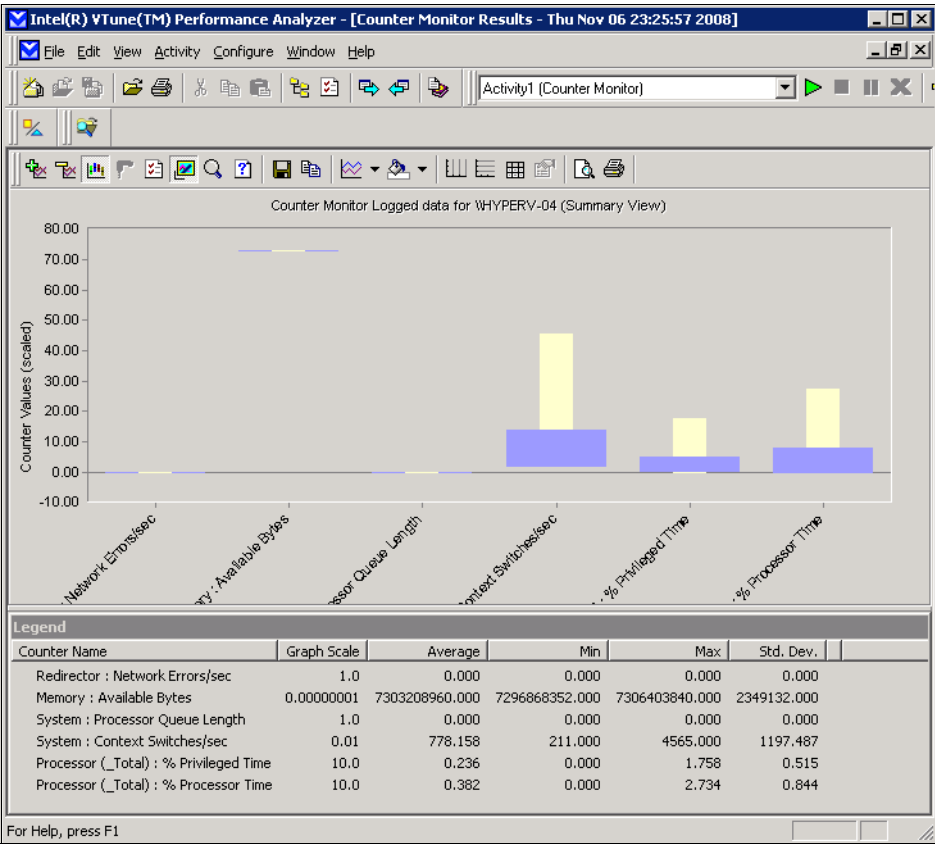 Intel(R) VTune(TM) Performance Analyzer - [Counter Monitor Results - Thu Nov 06 23:25:57 2008]
File Edit View Activity Configure Window Help
Activity1 (Counter Monitor)
Counter Monitor Logged data for \\HYPERV-04 (Summary View)
Counter Values (scaled)
80.00
70.00
60.00
50.00
40.00
30.00
20.00
10.00
0.00
-10.00
: Network Errors/sec
ory : Available Bytes
ssor Queue Length
ontext Switches/sec
: % Privileged Time
: % Processor Time
Legend
Counter Name Graph Scale Average Min Max Std. Dev.
Redirector : Network Errors/sec 1.0 0.000 0.000 0.000 0.000
Memory : Available Bytes 0.00000001 7303208960.000 7296868352.000 7306403840.000 2349132.000
System : Processor Queue Length 1.0 0.000 0.000 0.000 0.000
System : Context Switches/sec 0.01 778.158 211.000 4565.000 1197.487
Processor (_Total) : % Privileged Time 10.0 0.236 0.000 1.758 0.515
Processor (_Total) : % Processor Time 10.0 0.382 0.000 2.734 0.844
For Help, press F1